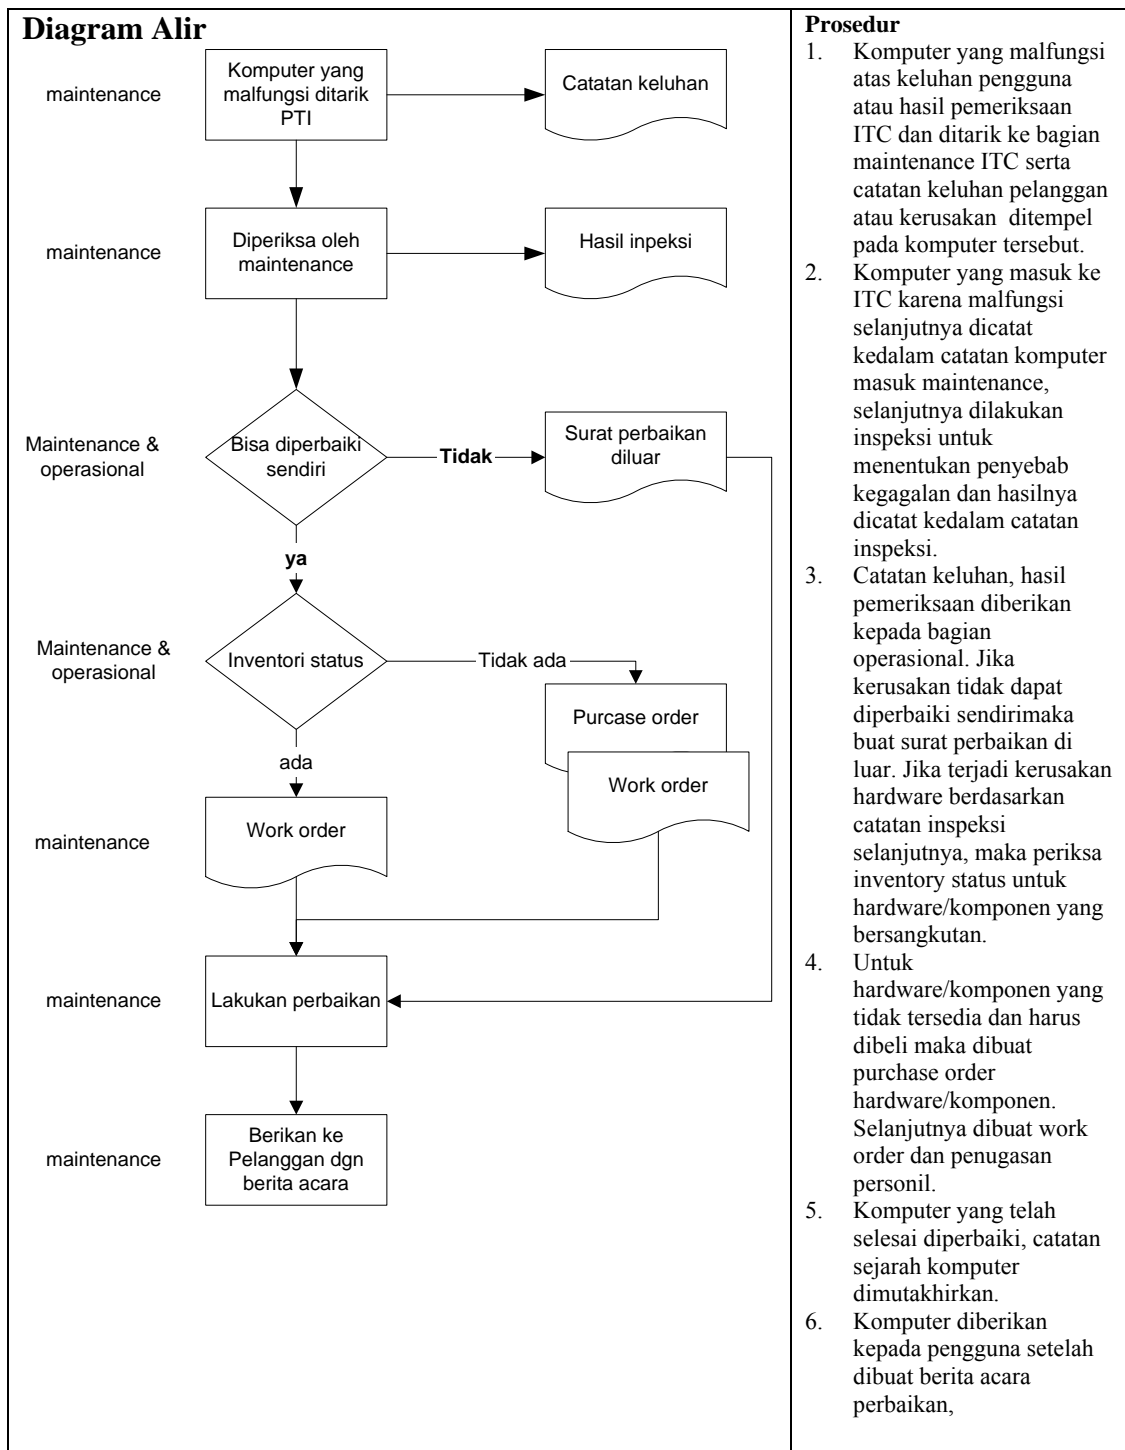 Diagram Alir
maintenance
Komputer yang
malfungsi ditarik
PTI
Catatan keluhan
maintenance
Diperiksa oleh
maintenance
Hasil inpeksi
Maintenance &
operasional
Bisa diperbaiki
sendiri
Tidak
Surat perbaikan
diluar
ya
Maintenance &
operasional
Inventori status
Tidak ada
Purcase order
Work order
ada
maintenance
Work order
maintenance
Lakukan perbaikan
maintenance
Berikan ke
Pelanggan dgn
berita acara
Prosedur
1. Komputer yang malfungsi
atas keluhan pengguna
atau hasil pemeriksaan
ITC dan ditarik ke bagian
maintenance ITC serta
catatan keluhan pelanggan
atau kerusakan ditempel
pada komputer tersebut.
2. Komputer yang masuk ke
ITC karena malfungsi
selanjutnya dicatat
kedalam catatan komputer
masuk maintenance,
selanjutnya dilakukan
inspeksi untuk
menentukan penyebab
kegagalan dan hasilnya
dicatat kedalam catatan
inspeksi.
3. Catatan keluhan, hasil
pemeriksaan diberikan
kepada bagian
operasional. Jika
kerusakan tidak dapat
diperbaiki sendirimaka
buat surat perbaikan di
luar. Jika terjadi kerusakan
hardware berdasarkan
catatan inspeksi
selanjutnya, maka periksa
inventory status untuk
hardware/komponen yang
bersangkutan.
4. Untuk
hardware/komponen yang
tidak tersedia dan harus
dibeli maka dibuat
purchase order
hardware/komponen.
Selanjutnya dibuat work
order dan penugasan
personil.
5. Komputer yang telah
selesai diperbaiki, catatan
sejarah komputer
dimutakhirkan.
6. Komputer diberikan
kepada pengguna setelah
dibuat berita acara
perbaikan,